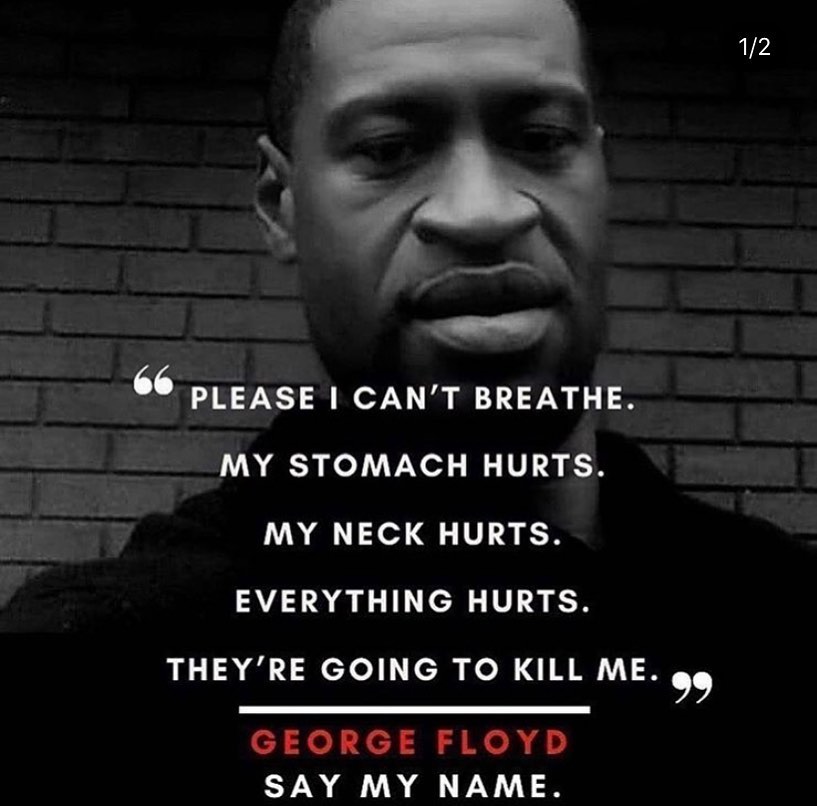 1/2
“ PLEASE I CAN’T BREATHE.
MY STOMACH HURTS.
MY NECK HURTS.
EVERYTHING HURTS.
THEY’RE GOING TO KILL ME. ”
GEORGE FLOYD
SAY MY NAME.